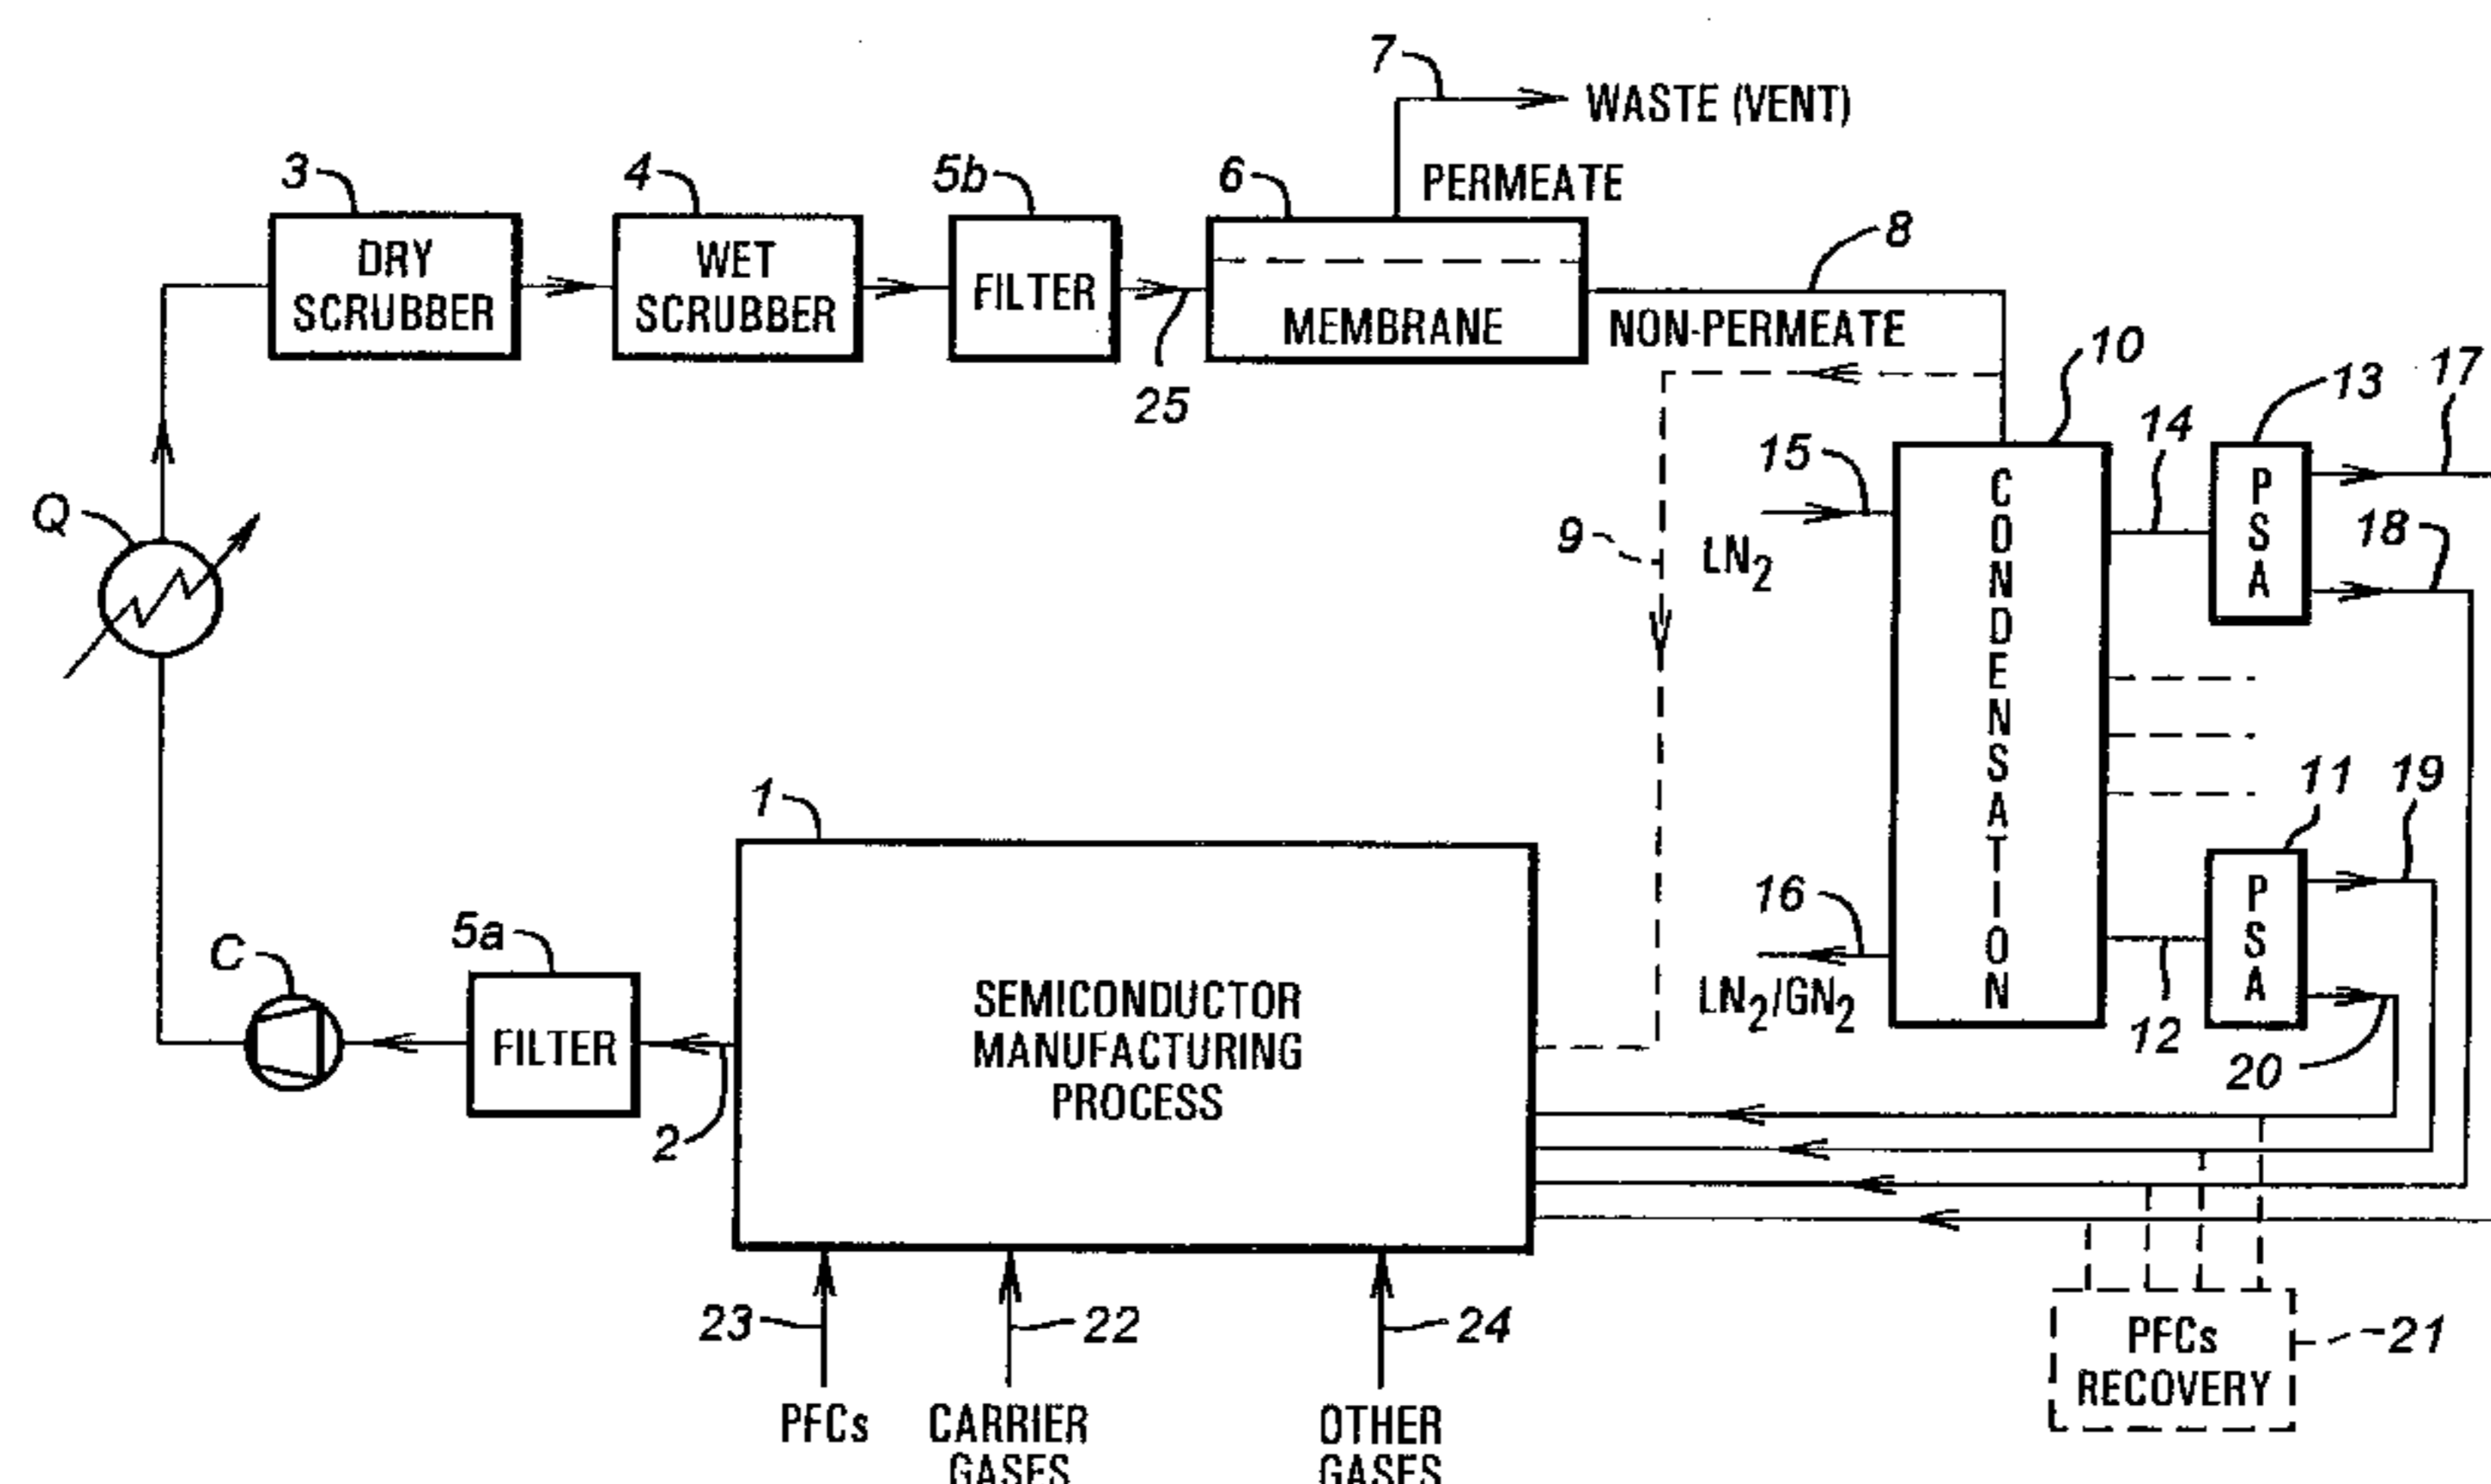 7
WASTE (VENT)
3
4
5b
6
PERMEATE
8
DRY
SCRUBBER
WET
SCRUBBER
FILTER
MEMBRANE
NON-PERMEATE
25
10
13
17
14
15
Q
9
LN2
18
CONDENSATION
PSA
1
11
19
16
5a
C
LN2/GN2
PSA
12
20
FILTER
SEMICONDUCTOR
MANUFACTURING
PROCESS
2
23
22
24
PFCs
RECOVERY
21
PFCs
CARRIER
GASES
OTHER
GASES